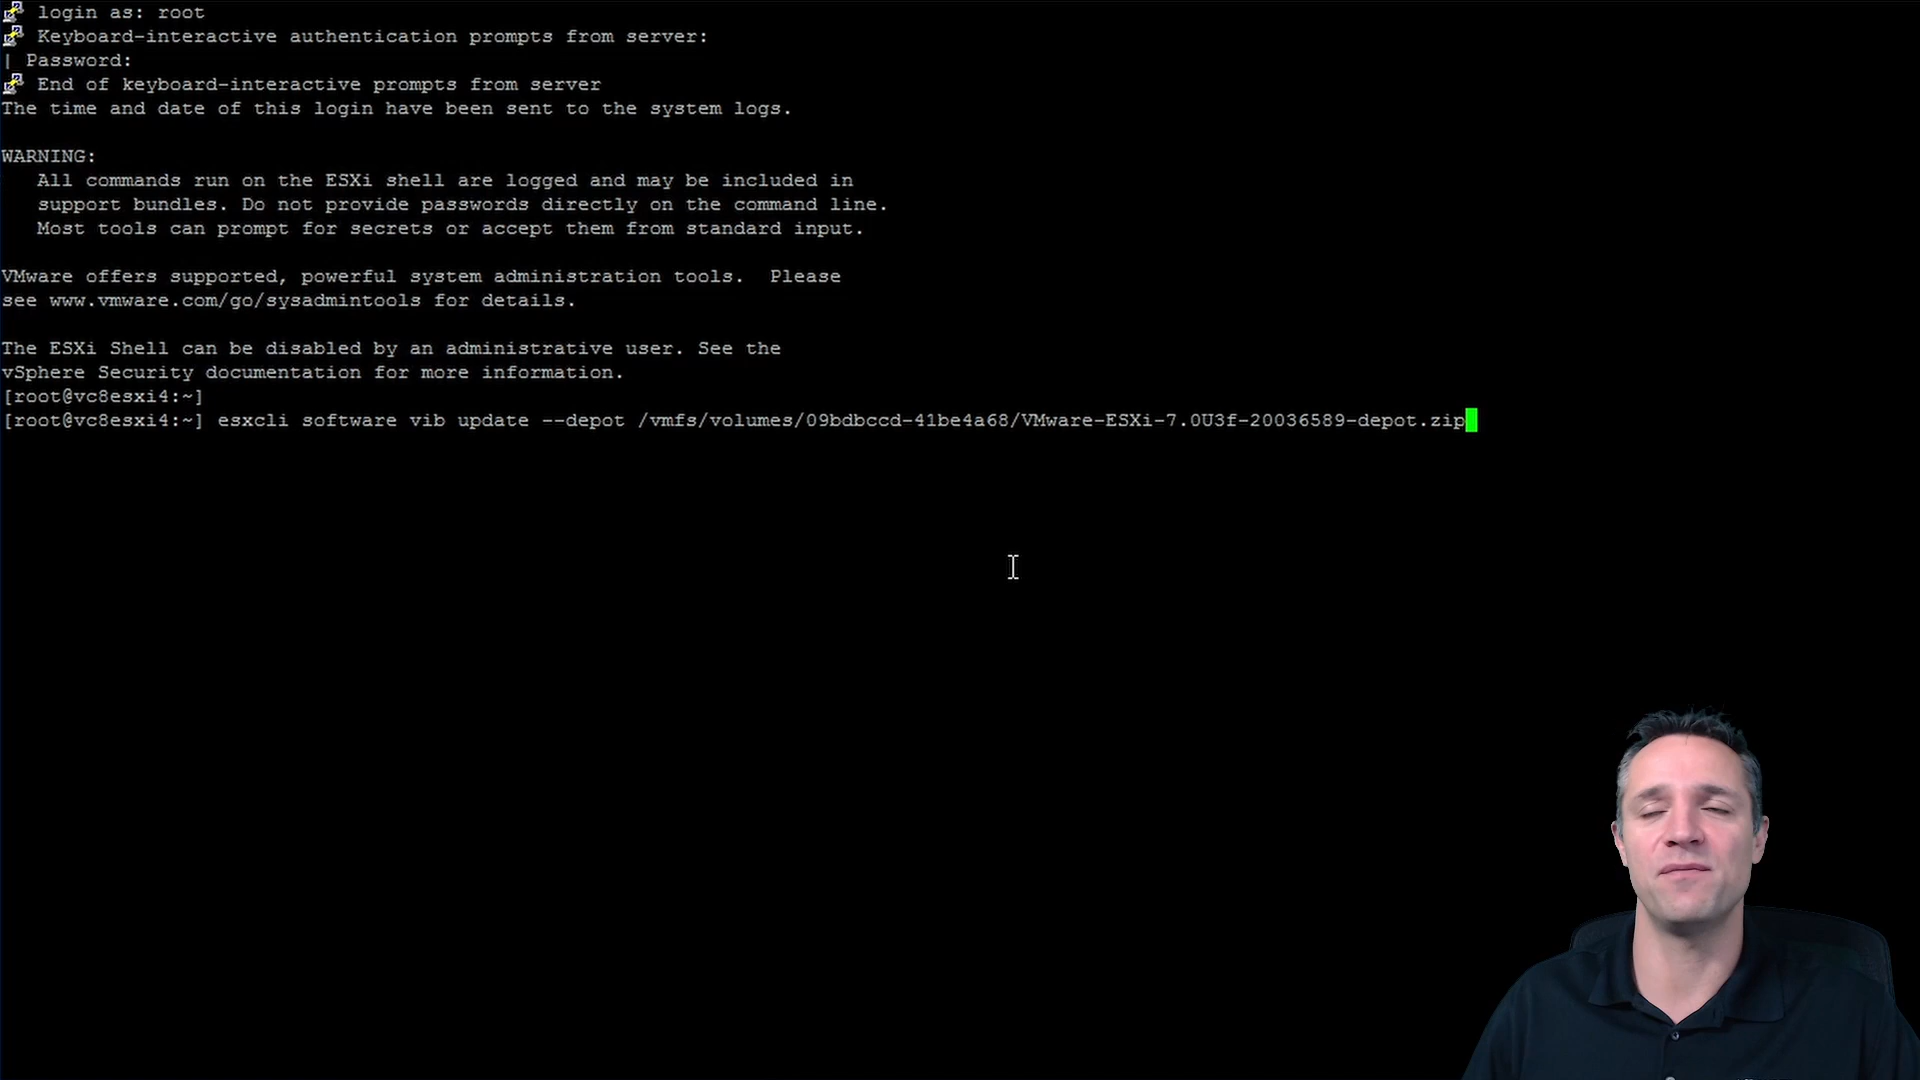 login as: root
Keyboard-interactive authentication prompts from server:
| Password:
End of keyboard-interactive prompts from server
The time and date of this login have been sent to the system logs.
WARNING:
All commands run on the ESXi shell are logged and may be included in
support bundles. Do not provide passwords directly on the command line.
Most tools can prompt for secrets or accept them from standard input.
VMware offers supported, powerful system administration tools.  Please
see www.vmware.com/go/sysadmintools for details.
The ESXi Shell can be disabled by an administrative user. See the
vSphere Security documentation for more information.
[root@vc8esxi4:~]
[root@vc8esxi4:~] esxcli software vib update --depot /vmfs/volumes/09bdbccd-41be4a68/VMware-ESXi-7.0U3f-20036589-depot.zip